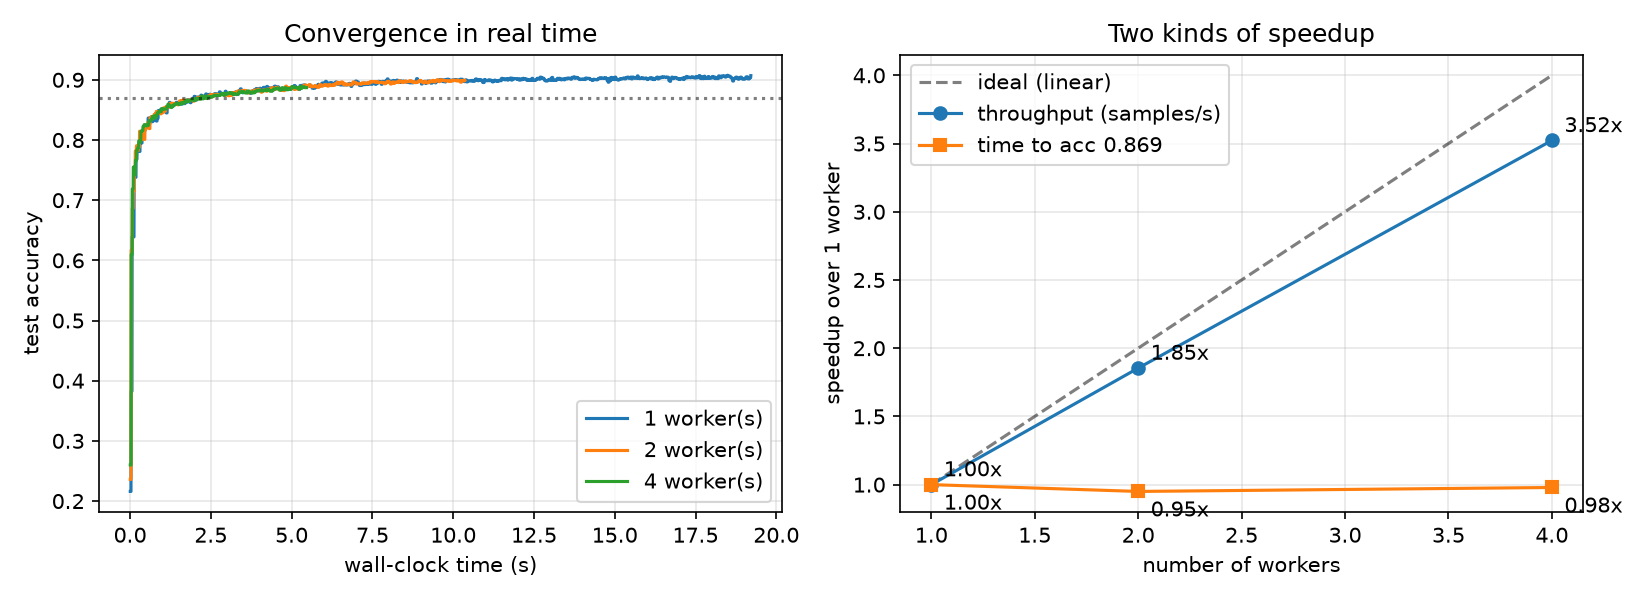 Convergence in real time
test accuracy
0.9
0.8
0.7
0.6
0.5
0.4
0.3
0.2
1 worker(s)
2 worker(s)
4 worker(s)
0.0 2.5 5.0 7.5 10.0 12.5 15.0 17.5 20.0
wall-clock time (s)
Two kinds of speedup
speedup over 1 worker
4.0
3.5
3.0
2.5
2.0
1.5
1.0
ideal (linear)
throughput (samples/s)
time to acc 0.869
3.52x
1.85x
1.00x
1.00x
0.95x
0.98x
1.0 1.5 2.0 2.5 3.0 3.5 4.0
number of workers